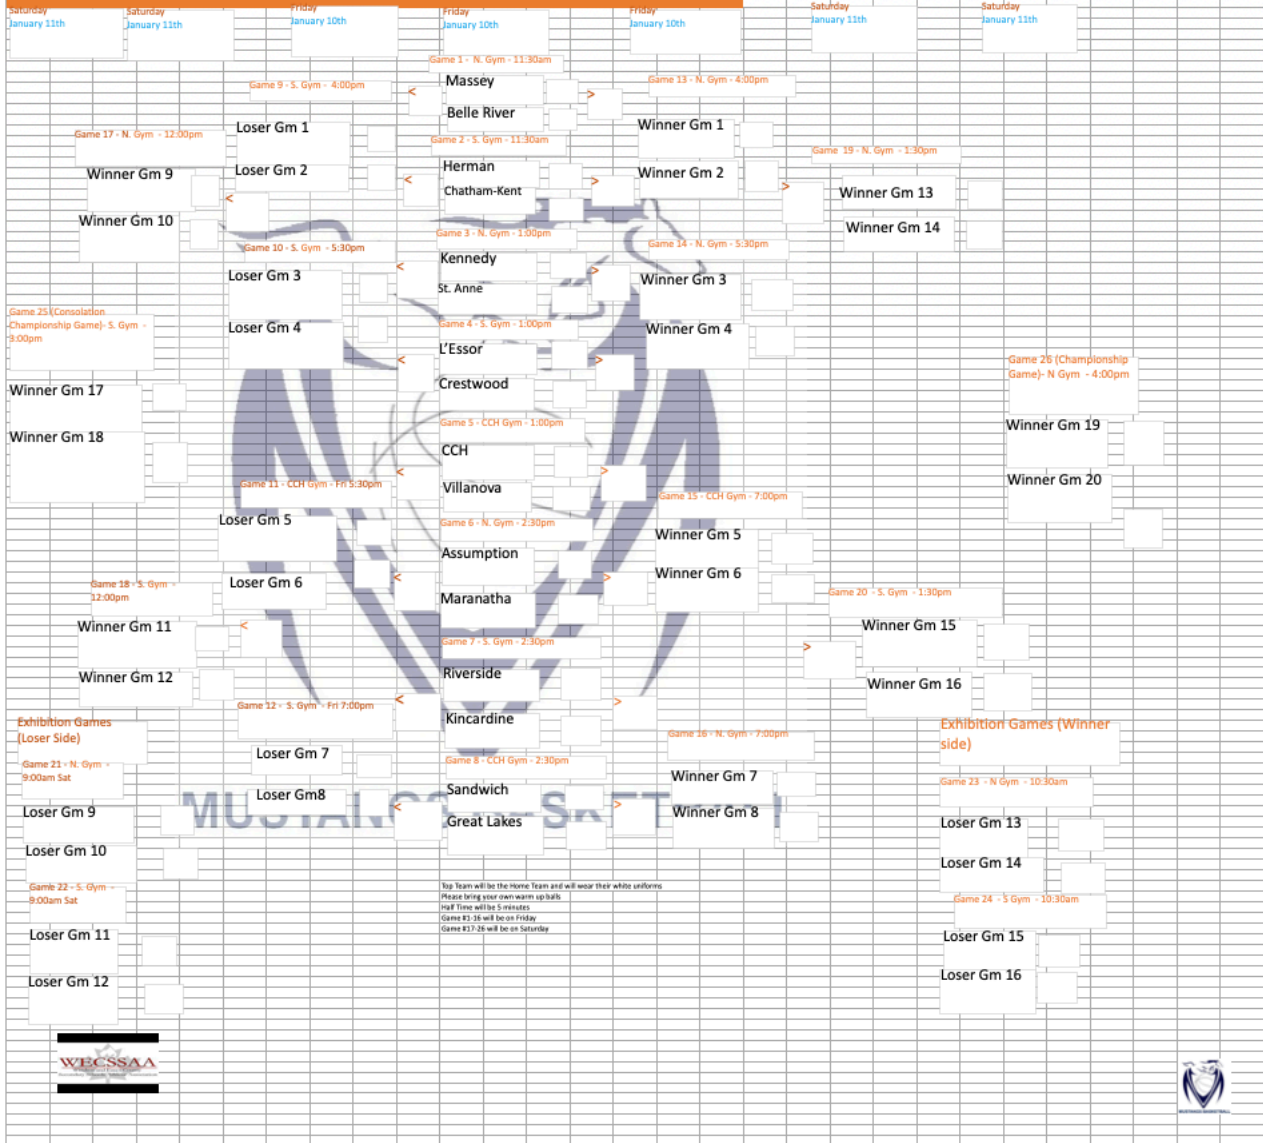 Saturday
January 11th
Saturday
January 11th
Friday
January 10th
Friday
January 10th
Friday
January 10th
Saturday
January 11th
Saturday
January 11th
Game 25 (Consolation
Championship Game)- S. Gym -
3:00pm
Winner Gm 17
Winner Gm 18
Game 17 - N. Gym - 12:00pm
Winner Gm 9
<
Winner Gm 10
Game 18 - S. Gym -
12:00pm
Winner Gm 11
<
Winner Gm 12
Exhibition Games
(Loser Side)
Game 21 - N. Gym -
9:00am Sat
Loser Gm 9
Loser Gm 10
Game 22 - S. Gym -
9:00am Sat
Loser Gm 11
Loser Gm 12
Game 9 - S. Gym - 4:00pm
<
Loser Gm 1
Loser Gm 2
<
Game 10 - S. Gym - 5:30pm
<
Loser Gm 3
Loser Gm 4
<
<
Game 11 - CCH Gym - Fri 5:30pm
Loser Gm 5
Loser Gm 6
<
Game 12 - S. Gym - Fri 7:00pm
<
Loser Gm 7
Loser Gm8
<
Game 1 - N. Gym - 11:30am
Massey
>
Belle River
Game 2 - S. Gym - 11:30am
Herman
>
Chatham-Kent
Game 3 - N. Gym - 1:00pm
Kennedy
>
St. Anne
Game 4 - S. Gym - 1:00pm
L'Essor
>
Crestwood
Game 5 - CCH Gym - 1:00pm
CCH
>
Villanova
Game 6 - N. Gym - 2:30pm
Assumption
>
Maranatha
Game 7 - S. Gym - 2:30pm
Riverside
>
Kincardine
Game 8 - CCH Gym - 2:30pm
Sandwich
>
Great Lakes
Game 13 - N. Gym - 4:00pm
Winner Gm 1
Winner Gm 2
>
Game 14 - N. Gym - 5:30pm
Winner Gm 3
Winner Gm 4
Game 15 - CCH Gym - 7:00pm
Winner Gm 5
Winner Gm 6
>
Game 16 - N. Gym - 7:00pm
Winner Gm 7
Winner Gm 8
Game 19 - N. Gym - 1:30pm
Winner Gm 13
Winner Gm 14
Game 20 - S. Gym - 1:30pm
Winner Gm 15
Winner Gm 16
Game 26 (Championship
Game)- N Gym - 4:00pm
Winner Gm 19
Winner Gm 20
Exhibition Games (Winner
side)
Game 23 - N Gym - 10:30am
Loser Gm 13
Loser Gm 14
Game 24 - S Gym - 10:30am
Loser Gm 15
Loser Gm 16
Top Team will be the Home Team and will wear their white uniforms
Please bring your own warm up balls
Half Time will be 5 minutes
Game #1-16 will be on Friday
Game #17-26 will be on Saturday
WECSSAA
MUSTANGS BASKETBALL